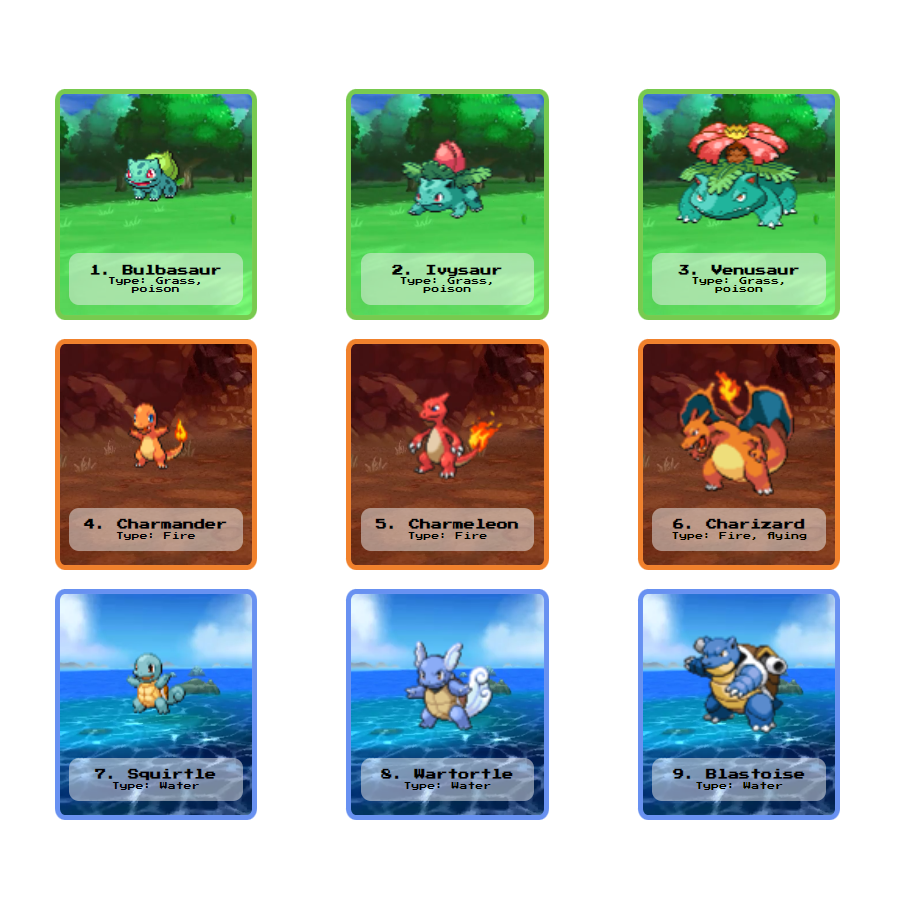 1. Bulbasaur
Type: Grass,
poison
2. Ivysaur
Type: Grass,
poison
3. Venusaur
Type: Grass,
poison
4. Charmander
Type: Fire
5. Charmeleon
Type: Fire
6. Charizard
Type: Fire, flying
7. Squirtle
Type: Water
8. Wartortle
Type: Water
9. Blastoise
Type: Water